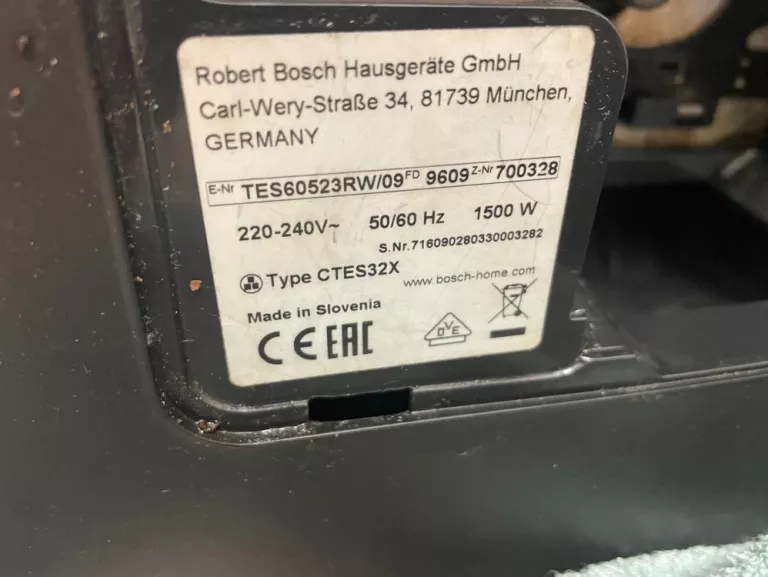 Robert Bosch Hausgeräte GmbH
Carl-Wery-Straße 34, 81739 München,
GERMANY
E-Nr TES60523RW/09 FD 9609 Z-Nr 700328
220-240V~ 50/60 Hz 1500 W
S.Nr.716090280330003282
Type CTES32X
www.bosch-home.com
Made in Slovenia
CE EAC
DVE